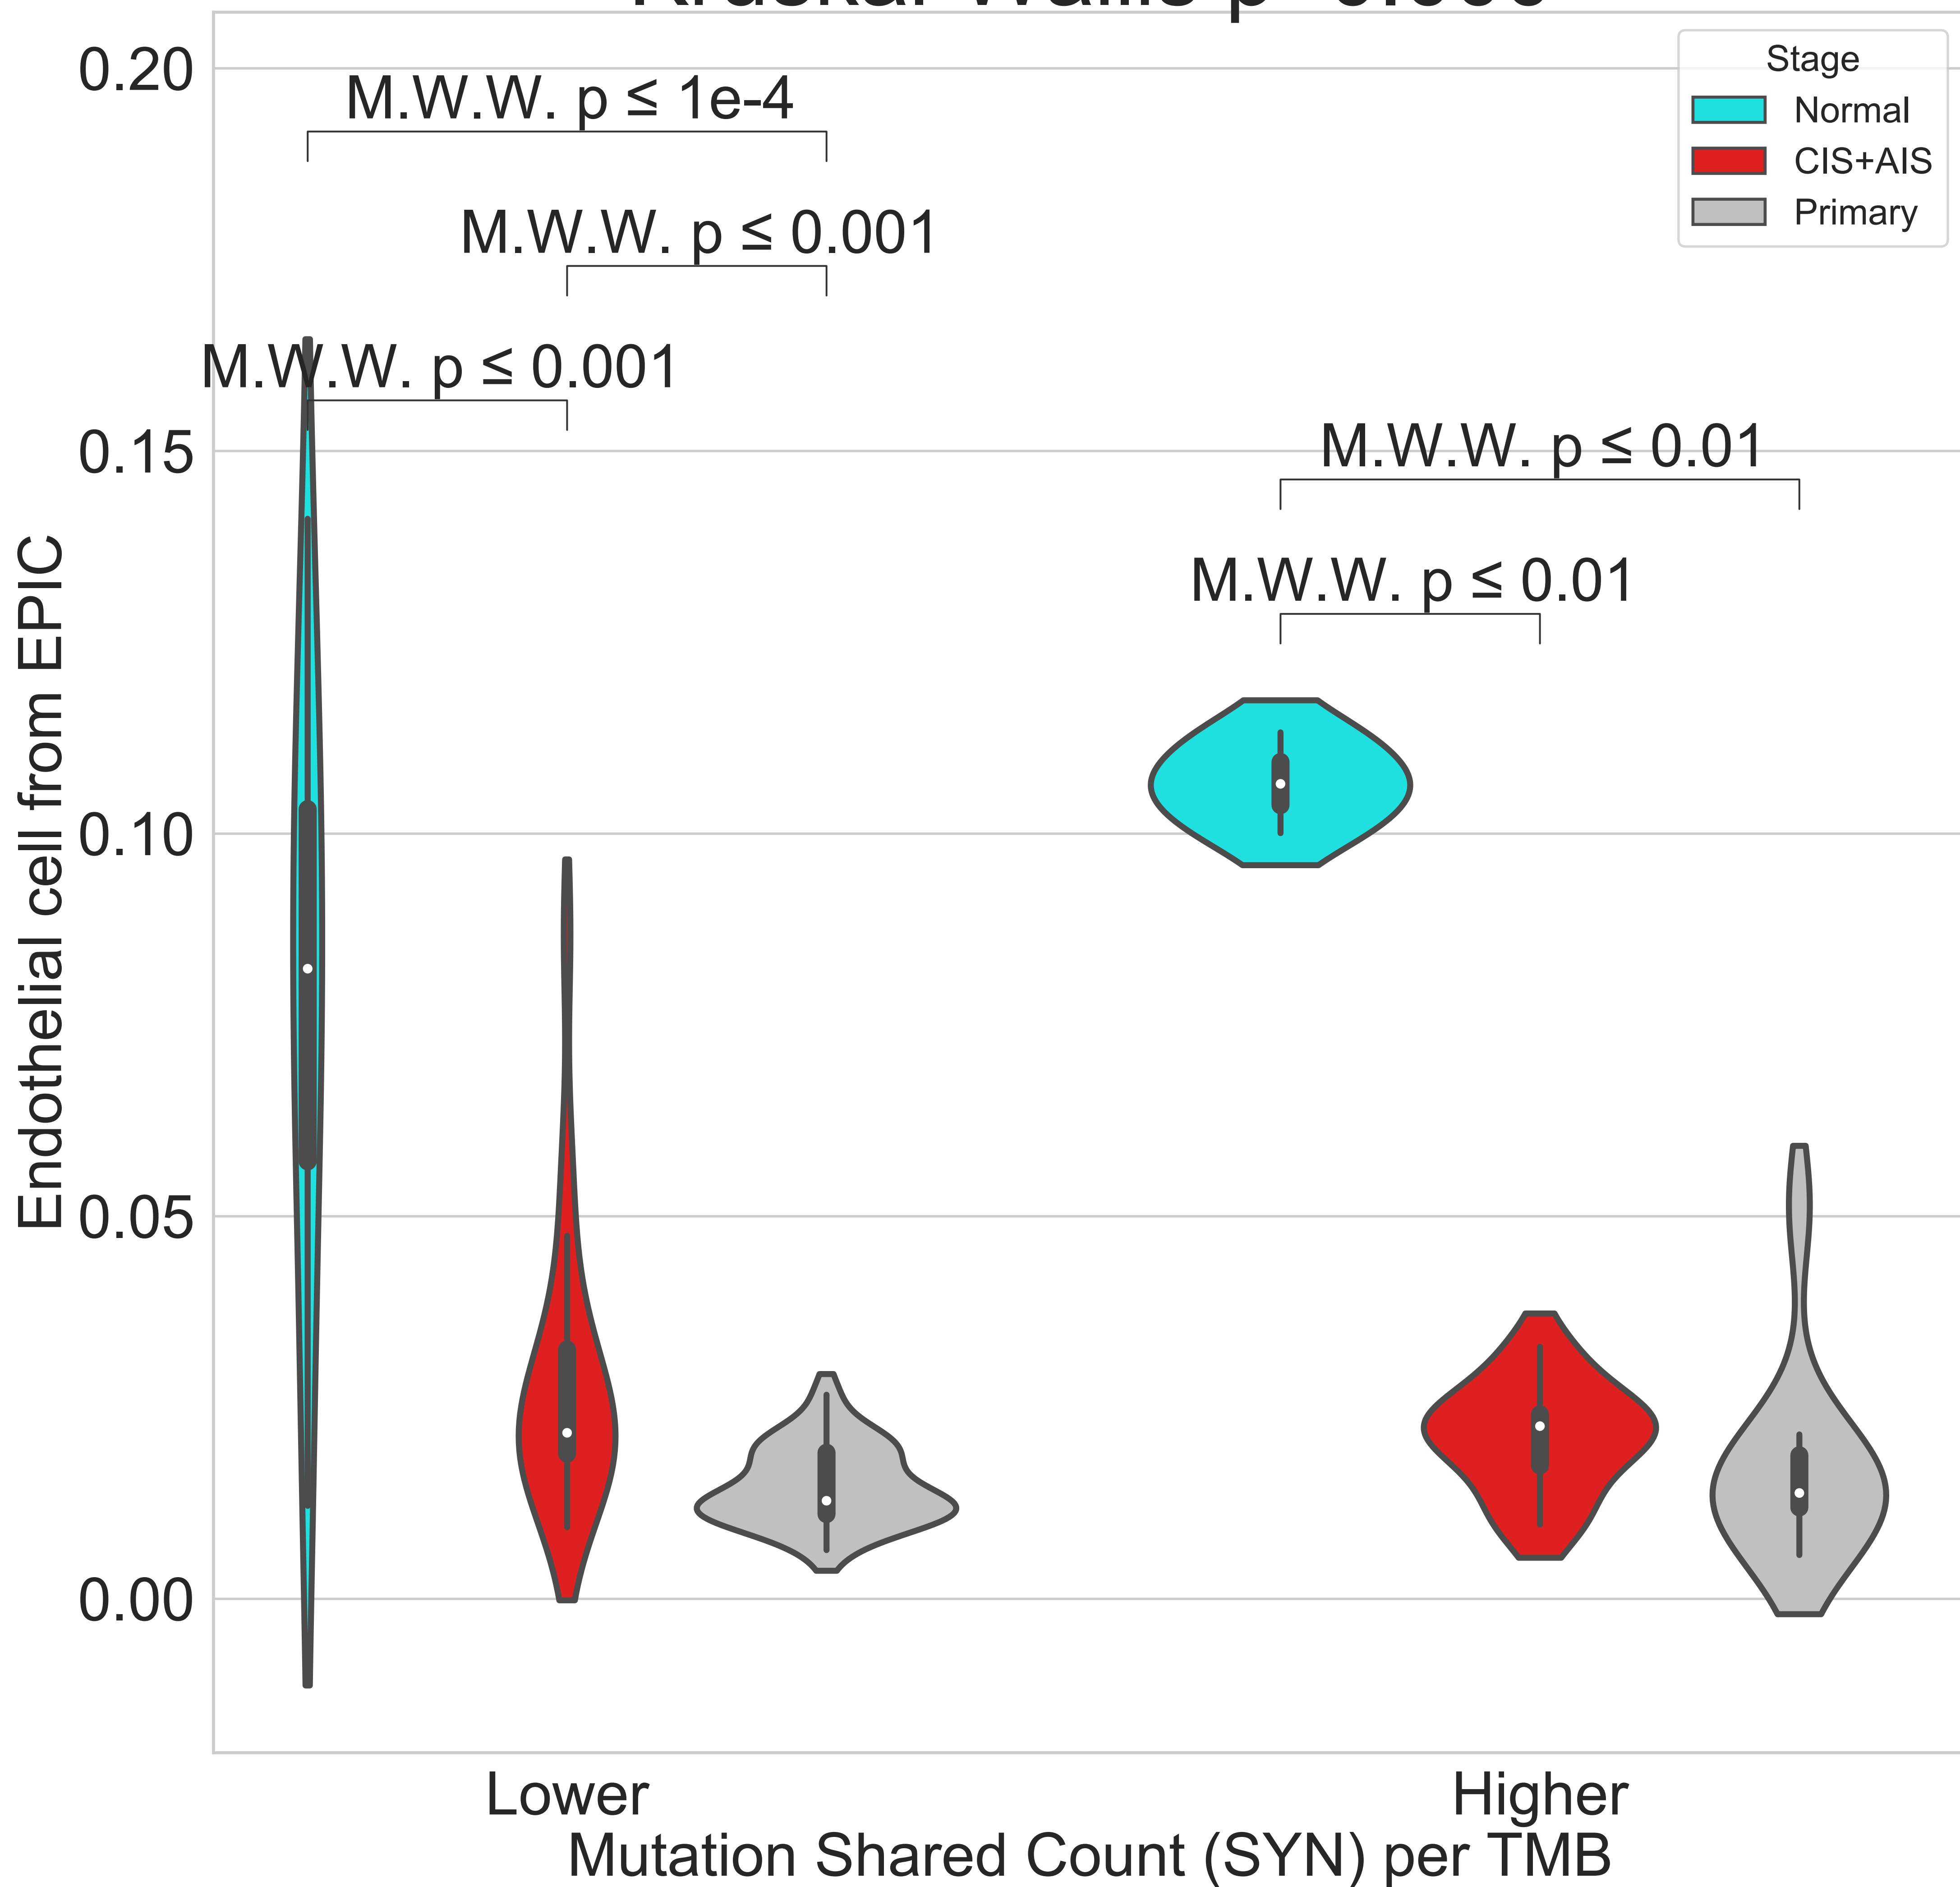 0.20
0.15
0.10
0.05
0.00
Endothelial cell from EPIC
M.W.W. p ≤ 1e-4
M.W.W. p ≤ 0.001
M.W.W. p ≤ 0.001
M.W.W. p ≤ 0.01
M.W.W. p ≤ 0.01
Stage
Normal
CIS+AIS
Primary
Lower
Higher
Mutation Shared Count (SYN) per TMB